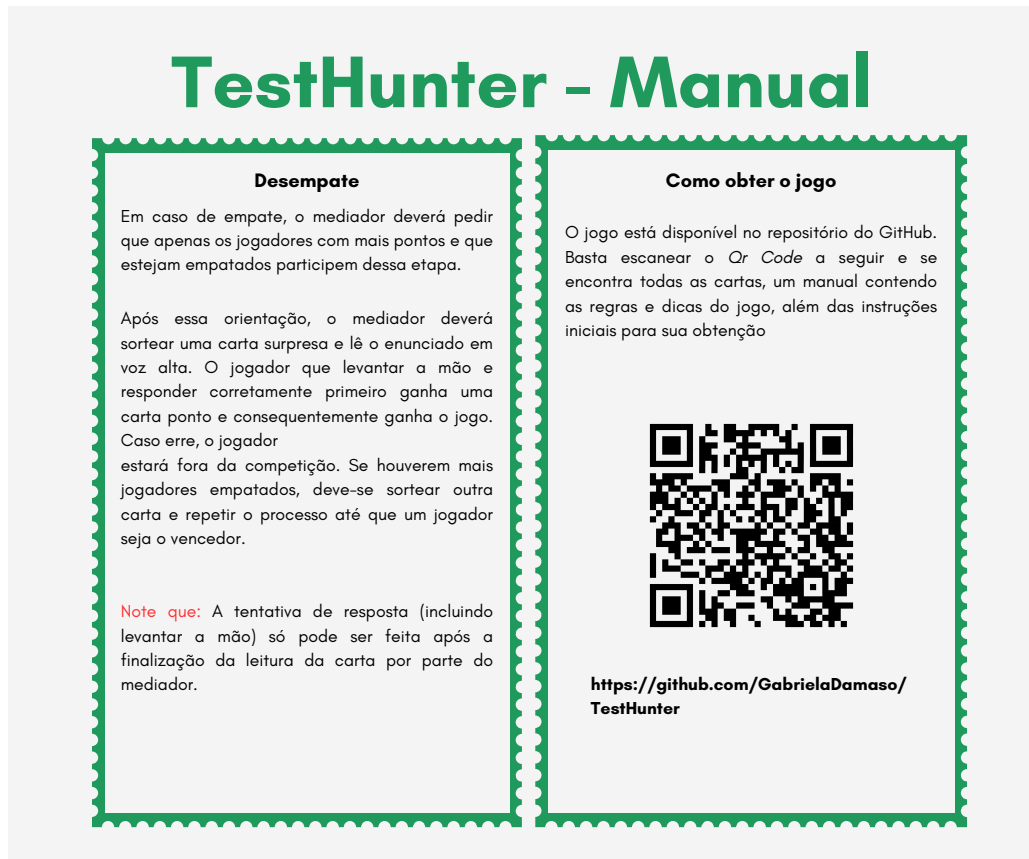 TestHunter - Manual
Desempate
Em caso de empate, o mediador deverá pedir
que apenas os jogadores com mais pontos e que
estejam empatados participem dessa etapa.
Após essa orientação, o mediador deverá
sortear uma carta surpresa e lê o enunciado em
voz alta. O jogador que levantar a mão e
responder corretamente primeiro ganha uma
carta ponto e consequentemente ganha o jogo.
Caso erre, o jogador
estará fora da competição. Se houverem mais
jogadores empatados, deve-se sortear outra
carta e repetir o processo até que um jogador
seja o vencedor.
Note que: A tentativa de resposta (incluindo
levantar a mão) só pode ser feita após a
finalização da leitura da carta por parte do
mediador.
Como obter o jogo
O jogo está disponível no repositório do GitHub.
Basta escanear o Qr Code a seguir e se
encontra todas as cartas, um manual contendo
as regras e dicas do jogo, além das instruções
iniciais para sua obtenção
https://github.com/GabrielaDamaso/
TestHunter